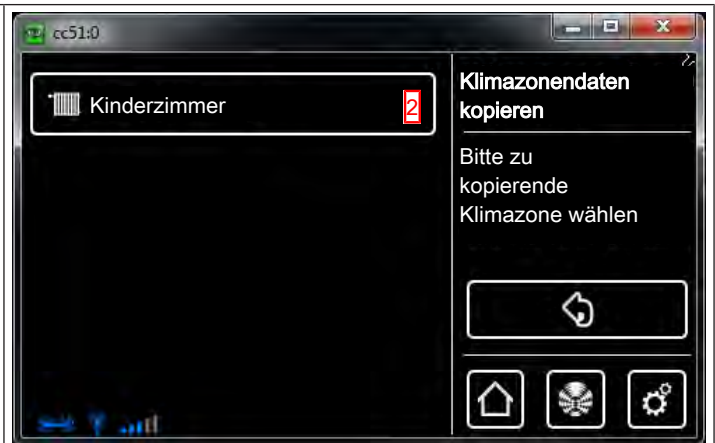 cc51:0
Kinderzimmer 2
Klimazonendaten
kopieren
Bitte zu
kopierende
Klimazone wählen